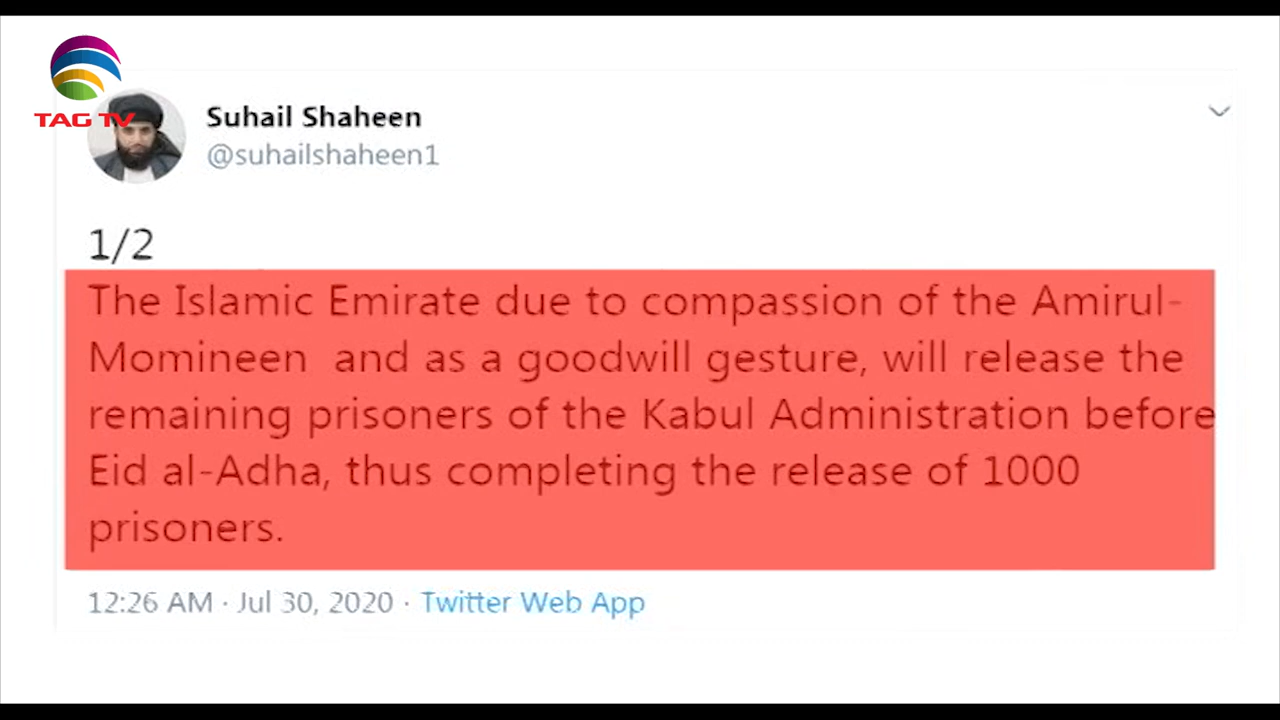 TAG TV
Suhail Shaheen
@suhailshaheen1
1/2
The Islamic Emirate due to compassion of the Amirul-
Momineen and as a goodwill gesture, will release the
remaining prisoners of the Kabul Administration before
Eid al-Adha, thus completing the release of 1000
prisoners.
12:26 AM · Jul 30, 2020 · Twitter Web App